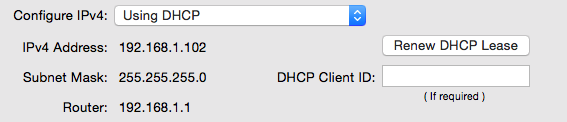 Configure IPv4: Using DHCP
IPv4 Address: 192.168.1.102 Renew DHCP Lease
Subnet Mask: 255.255.255.0 DHCP Client ID:
( If required )
Router: 192.168.1.1